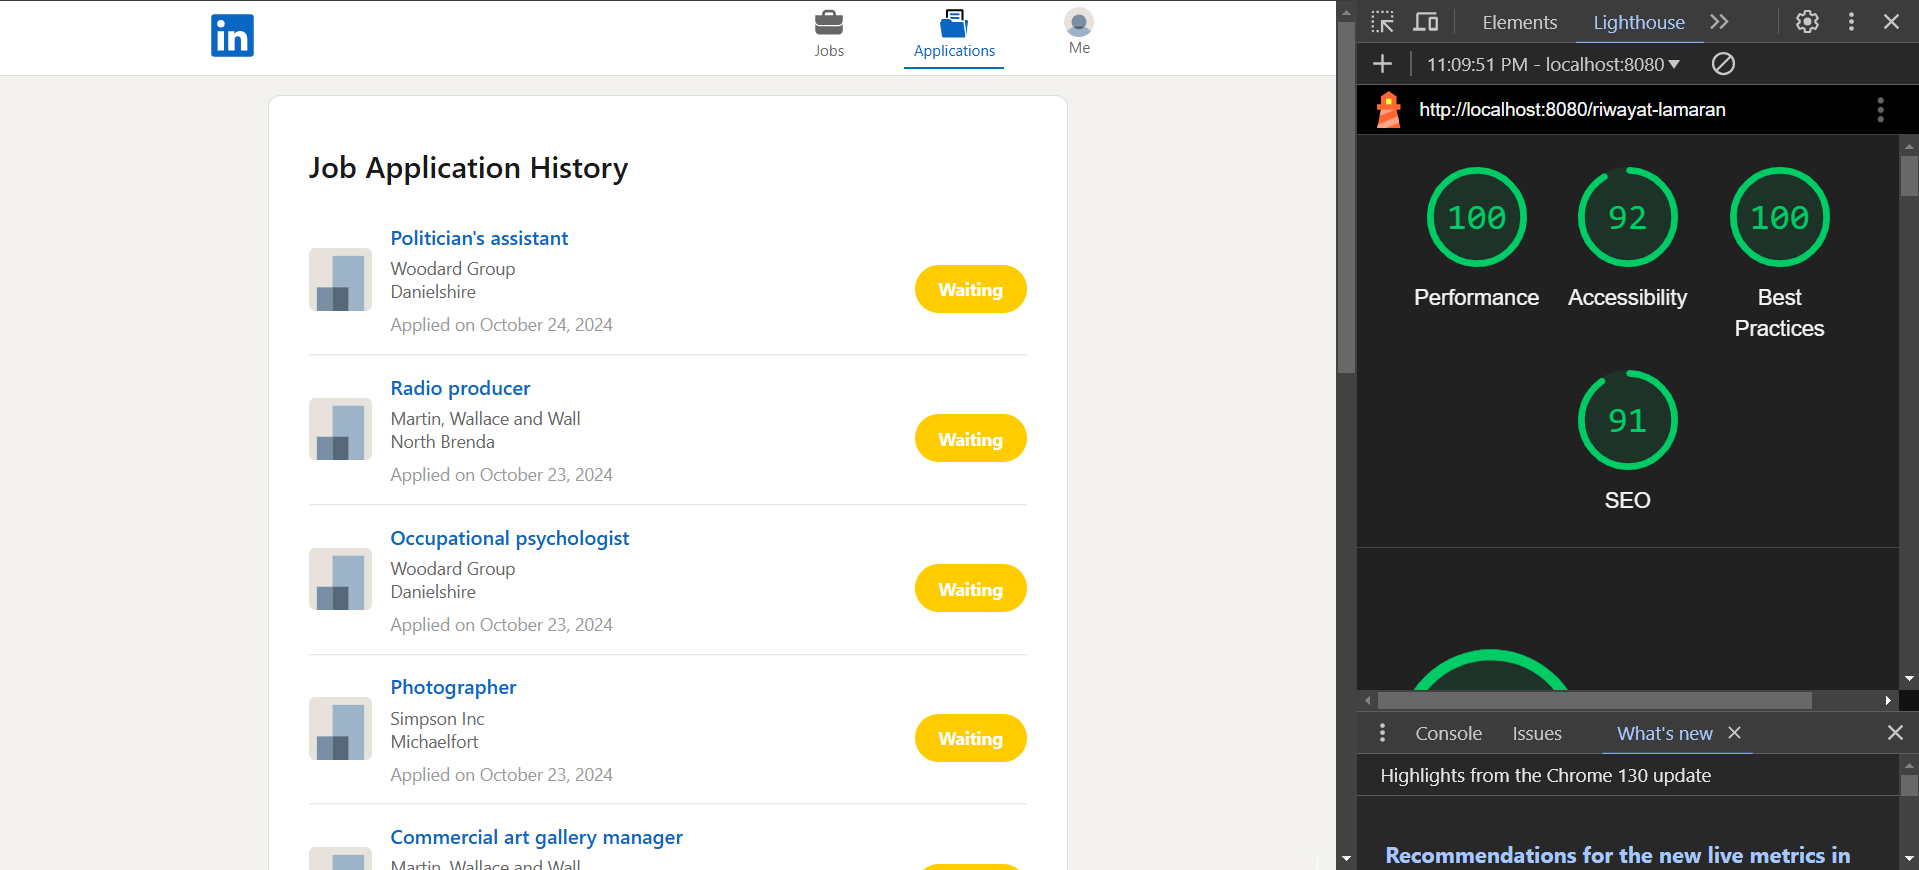 in
Jobs
Applications
Me
Job Application History
Politician's assistant
Woodard Group
Danielshire
Applied on October 24, 2024
Waiting
Radio producer
Martin, Wallace and Wall
North Brenda
Applied on October 23, 2024
Waiting
Occupational psychologist
Woodard Group
Danielshire
Applied on October 23, 2024
Waiting
Photographer
Simpson Inc
Michaelfort
Applied on October 23, 2024
Waiting
Commercial art gallery manager
Martin, Wallace and Wall
Elements
Lighthouse
11:09:51 PM - localhost:8080
http://localhost:8080/riwayat-lamaran
100
Performance
92
Accessibility
100
Best
Practices
91
SEO
Console
Issues
What's new
Highlights from the Chrome 130 update
Recommendations for the new live metrics in